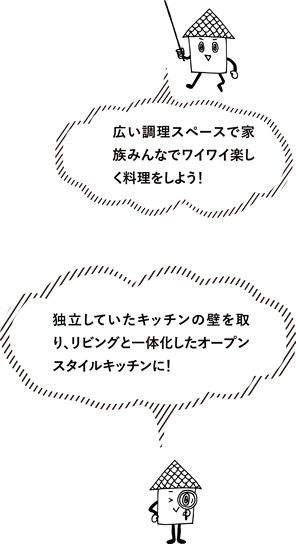 広い調理スペースで家
族みんなでワイワイ楽し
く料理をしよう！
独立していたキッチンの壁を取
り、リビングと一体化したオープン
スタイルキッチンに！